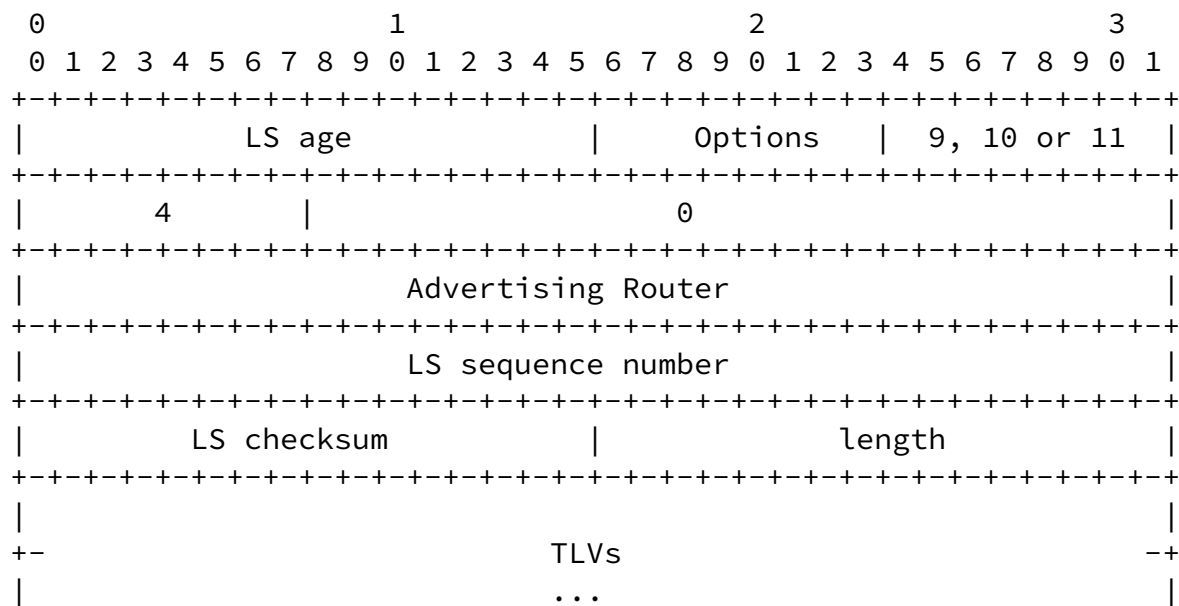 0                   1                   2                   3
 0 1 2 3 4 5 6 7 8 9 0 1 2 3 4 5 6 7 8 9 0 1 2 3 4 5 6 7 8 9 0 1
+-+-+-+-+-+-+-+-+-+-+-+-+-+-+-+-+-+-+-+-+-+-+-+-+-+-+-+-+-+-+-+-+
|            LS age             |     Options   |  9, 10 or 11  |
+-+-+-+-+-+-+-+-+-+-+-+-+-+-+-+-+-+-+-+-+-+-+-+-+-+-+-+-+-+-+-+-+
|       4       |                    0                          |
+-+-+-+-+-+-+-+-+-+-+-+-+-+-+-+-+-+-+-+-+-+-+-+-+-+-+-+-+-+-+-+-+
|                     Advertising Router                        |
+-+-+-+-+-+-+-+-+-+-+-+-+-+-+-+-+-+-+-+-+-+-+-+-+-+-+-+-+-+-+-+-+
|                     LS sequence number                        |
+-+-+-+-+-+-+-+-+-+-+-+-+-+-+-+-+-+-+-+-+-+-+-+-+-+-+-+-+-+-+-+-+
|         LS checksum           |             length            |
+-+-+-+-+-+-+-+-+-+-+-+-+-+-+-+-+-+-+-+-+-+-+-+-+-+-+-+-+-+-+-+-+
|                                                               |
+-                            TLVs                             -+
|                             ...                               |